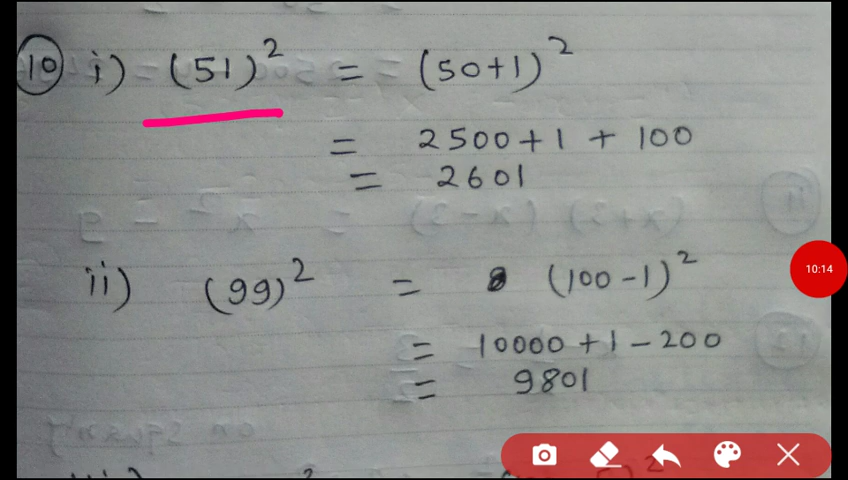 10 i) (51)² = (50+1)²
= 2500 + 1 + 100
= 2601
ii) (99)² = (100-1)²
10:14
= 10000 + 1 - 200
= 9801